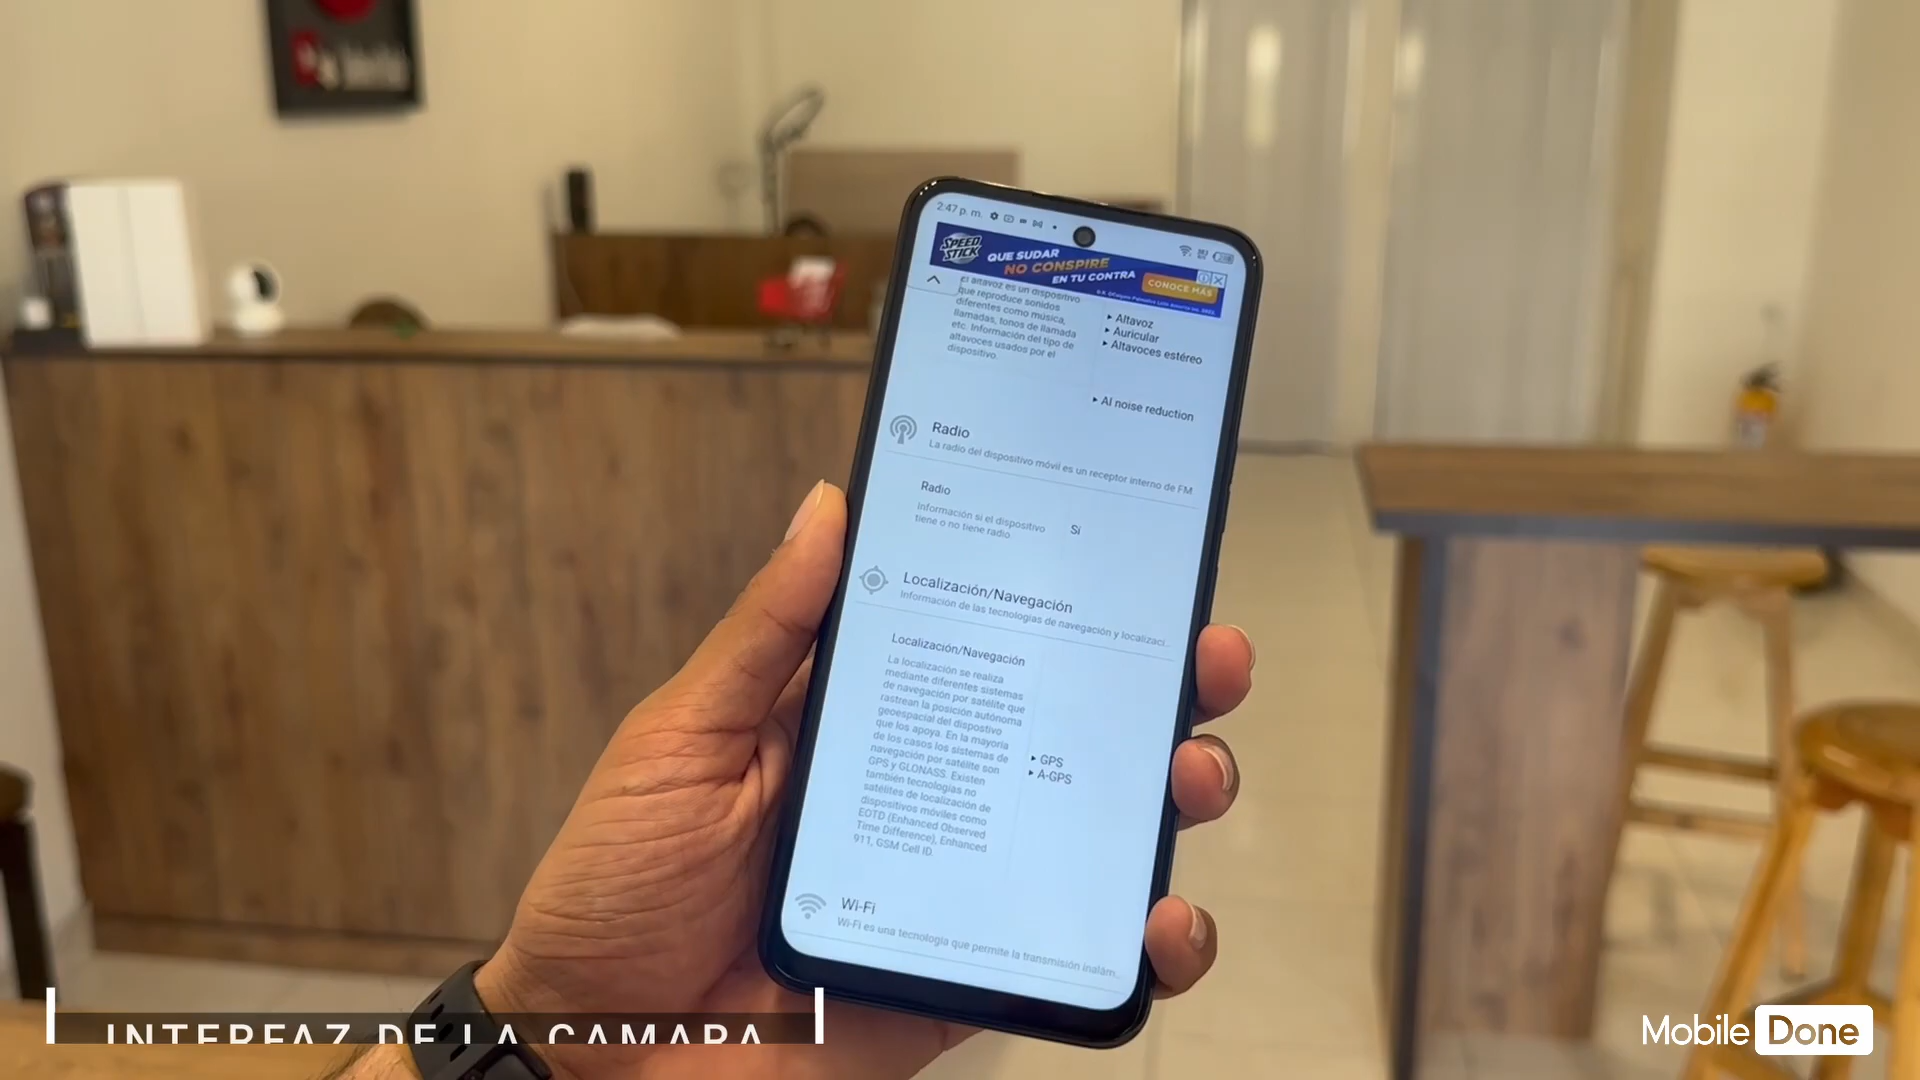 2:47 p. m.
SPEED
STICK
QUE SUDAR
NO CONSPIRE
EN TU CONTRA
CONOCE MÁS
El altavoz es un dispositivo
que reproduce sonidos
diferentes como música,
llamadas, tonos de llamada
etc. Información del tipo de
altavoces usados por el
dispositivo.
▸ Altavoz
▸ Auricular
▸ Altavoces estéreo
▸ AI noise reduction
Radio
La radio del dispositivo móvil es un receptor interno de FM
Radio
Información si el dispositivo
tiene o no tiene radio
Sí
Localización/Navegación
Información de las tecnologías de navegación y localizaci...
Localización/Navegación
La localización se realiza
mediante diferentes sistemas
de navegación por satélite que
rastrean la posición autónoma
geoespacial del dispostivo
que los apoya. En la mayoría
de los casos los sistemas de
navegación por satélite son
GPS y GLONASS. Existen
también tecnologías no
satélites de localización de
dispositivos móviles como
EOTD (Enhanced Observed
Time Difference), Enhanced
911, GSM Cell ID.
▸ GPS
▸ A-GPS
Wi-Fi
Wi-Fi es una tecnología que permite la transmisión inalám...
INTERFAZ DE LA CAMARA
Mobile Done